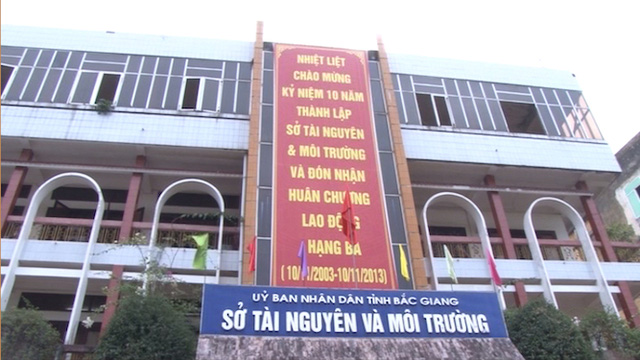 NHIỆT LIỆT
CHÀO MỪNG
KỶ NIỆM 10 NĂM
THÀNH LẬP
SỞ TÀI NGUYÊN
& MÔI TRƯỜNG
VÀ ĐÓN NHẬN
HUÂN CHƯƠNG
LAO ĐỘNG
HẠNG BA
(10/11/2003-10/11/2013)
UỶ BAN NHÂN DÂN TỈNH BẮC GIANG
SỞ TÀI NGUYÊN VÀ MÔI TRƯỜNG